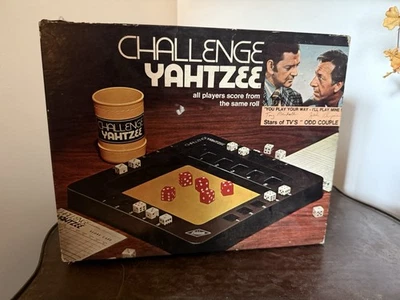 CHALLENGE
YAHTZEE
all players score from
the same roll
"YOU PLAY YOUR WAY - I'LL PLAY MINE"
Stars of TV'S "ODD COUPLE
CHALLENGE
YAHTZEE
YAHTZEE